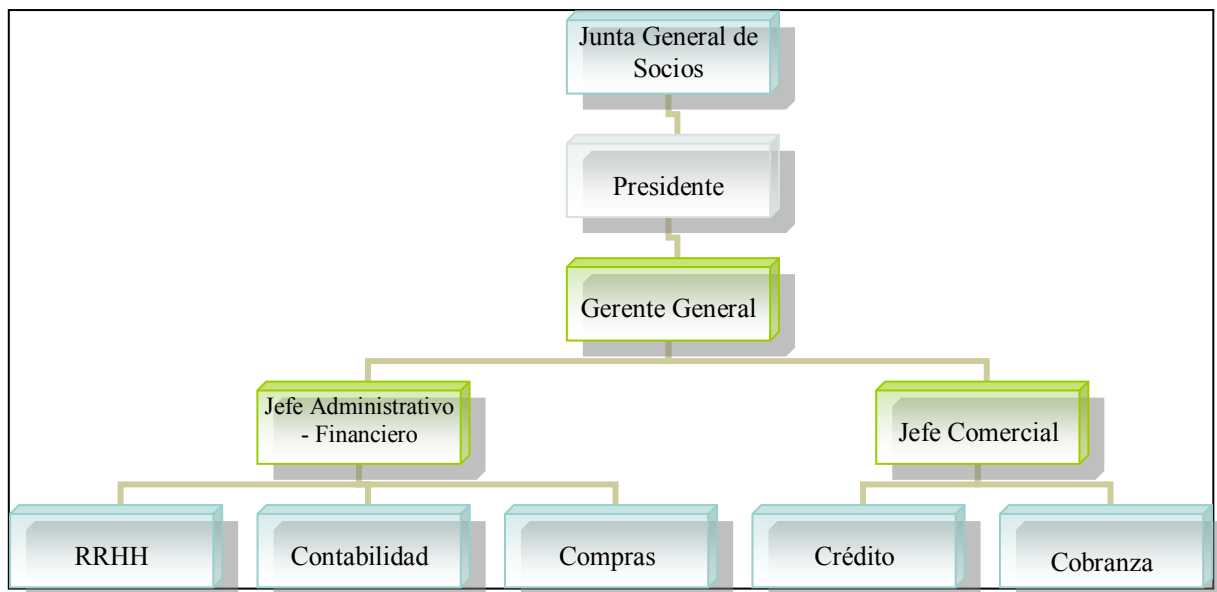 Junta General de
Socios
Presidente
Gerente General
Jefe Administrativo
- Financiero
Jefe Comercial
RRHH
Contabilidad
Compras
Crédito
Cobranza